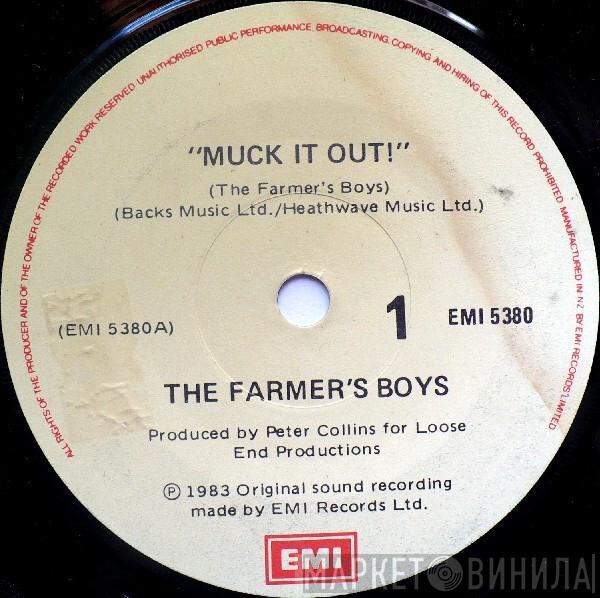 ALL RIGHTS OF THE PRODUCER AND OF THE OWNER OF THE RECORDED WORK RESERVED. UNAUTHORISED PUBLIC PERFORMANCE, BROADCASTING, COPYING AND HIRING OF THIS RECORD PROHIBITED. MANUFACTURED IN N.Z. BY EMI RECORDS LIMITED
"MUCK IT OUT!"
(The Farmer's Boys)
(Backs Music Ltd./Heathwave Music Ltd.)
(EMI 5380A)
1
EMI 5380
THE FARMER'S BOYS
Produced by Peter Collins for Loose
End Productions
Ⓟ 1983 Original sound recording
made by EMI Records Ltd.
EMI
МАРКЕТ ВИНИЛА